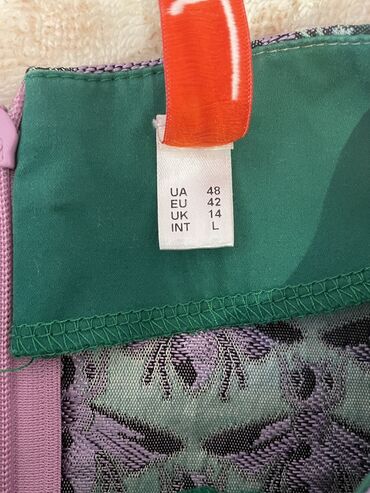 UA 48
EU 42
UK 14
INT L